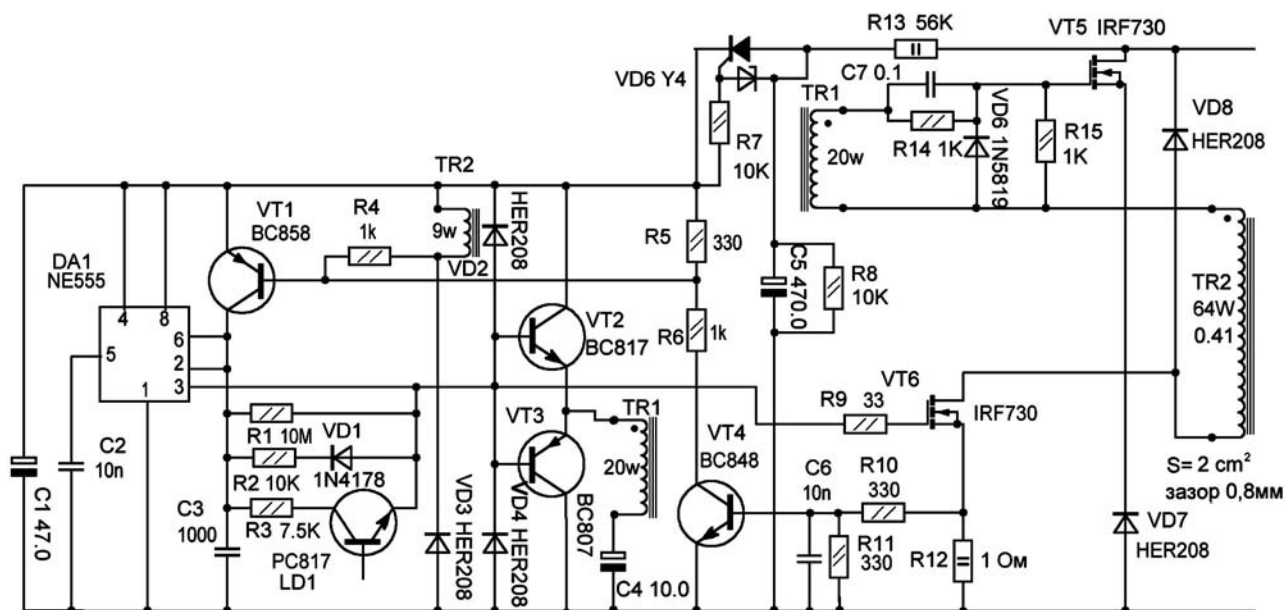 R13 56K
VT5 IRF730
VD6 Y4
C7 0.1
TR1
VD6 1N5819
VD8
HER208
R7
10K
20w
R14 1K
R15
1K
TR2
HER208
VT1
BC858
R4
1k
9w
VD2
R5
330
C5 470.0
R8
10K
DA1
NE555
TR2
64W
0.41
4
8
6
5
2
3
1
VT2
BC817
R6
1k
VT6
IRF730
R9 33
VT3
TR1
VT4
BC848
R1 10M
VD1
C2
10n
20w
C6
10n
R10
330
S= 2 cm²
зазор 0,8мм
R2 10K
1N4178
C1 47.0
C3
1000
R3 7.5K
VD3 HER208
VD4 HER208
BC807
R11
330
R12
1 Ом
VD7
HER208
PC817
LD1
C4 10.0